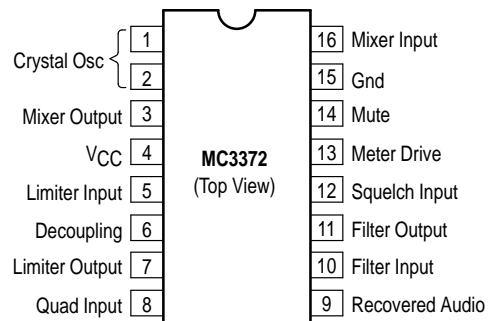 Crystal Osc
1
2
Mixer Output 3
VCC 4
Limiter Input 5
Decoupling 6
Limiter Output 7
Quad Input 8
MC3372
(Top View)
16 Mixer Input
15 Gnd
14 Mute
13 Meter Drive
12 Squelch Input
11 Filter Output
10 Filter Input
9 Recovered Audio